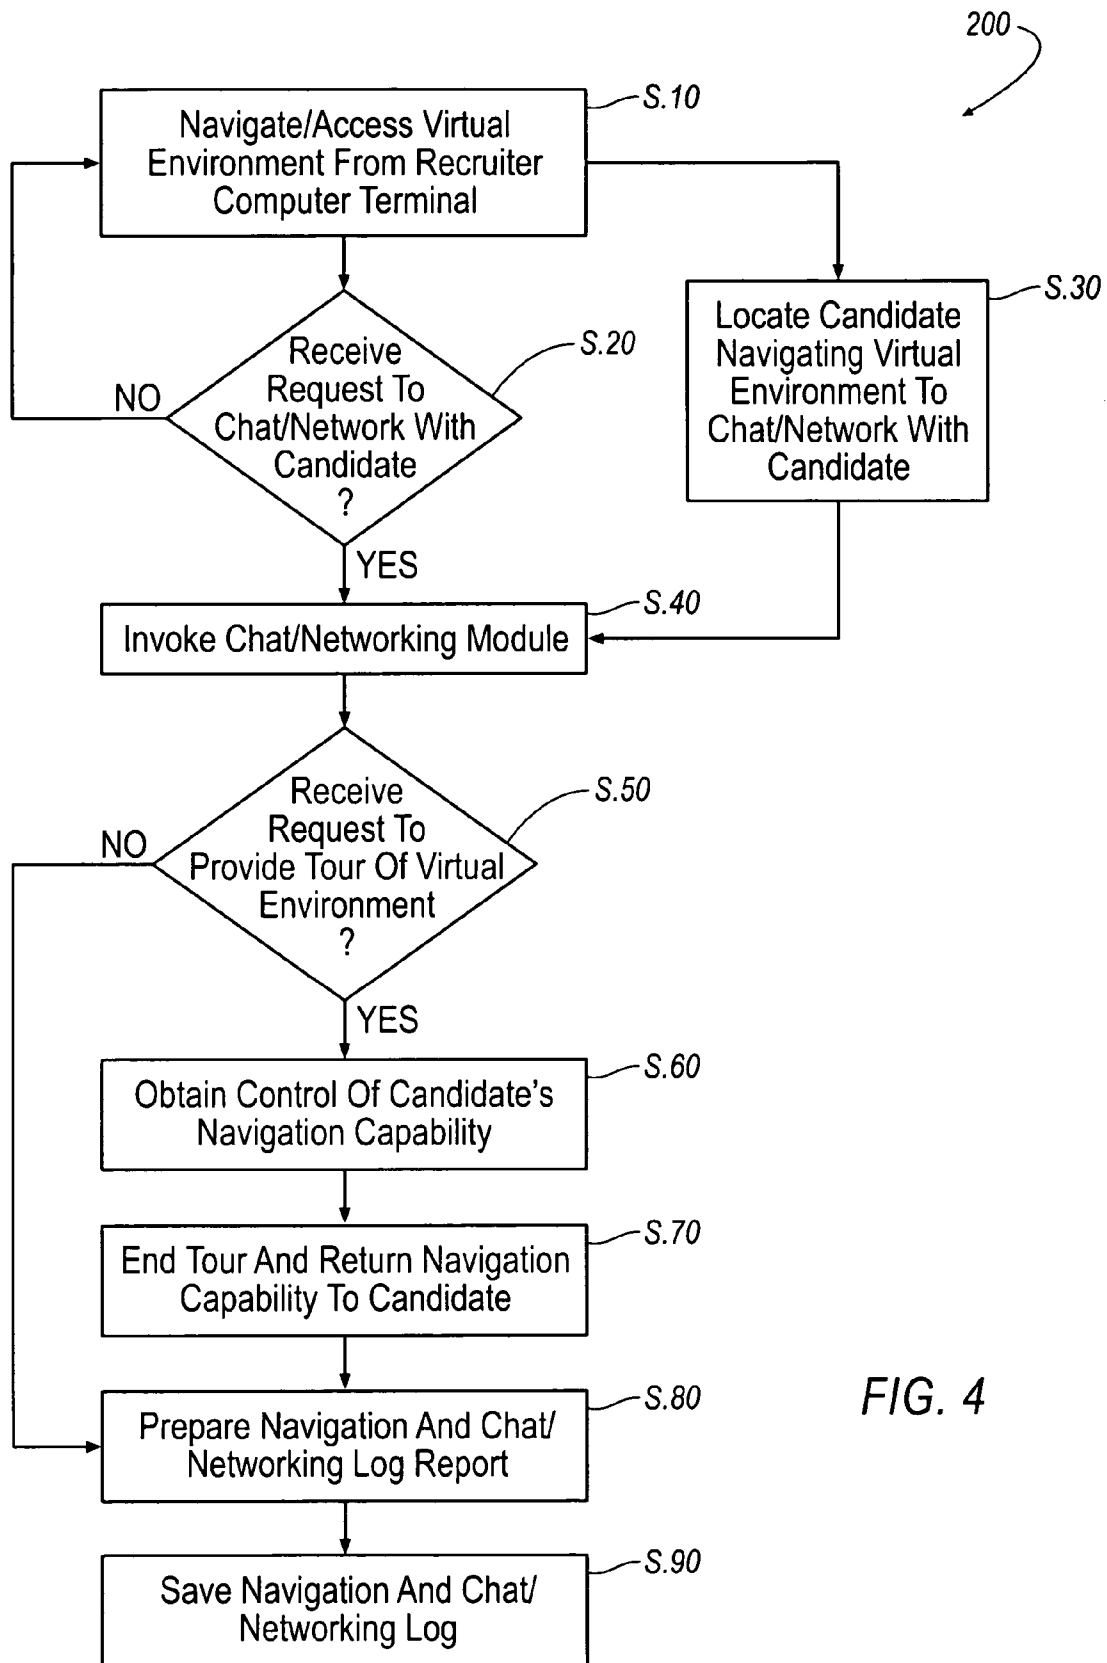 200
S.10
Navigate/Access Virtual
Environment From Recruiter
Computer Terminal
S.30
Locate Candidate
Navigating Virtual
Environment To
Chat/Network With
Candidate
S.20
Receive
Request To
Chat/Network With
Candidate
?
NO
YES
S.40
Invoke Chat/Networking Module
S.50
Receive
Request To
Provide Tour Of Virtual
Environment
?
NO
YES
S.60
Obtain Control Of Candidate's
Navigation Capability
S.70
End Tour And Return Navigation
Capability To Candidate
S.80
Prepare Navigation And Chat/
Networking Log Report
FIG. 4
S.90
Save Navigation And Chat/
Networking Log